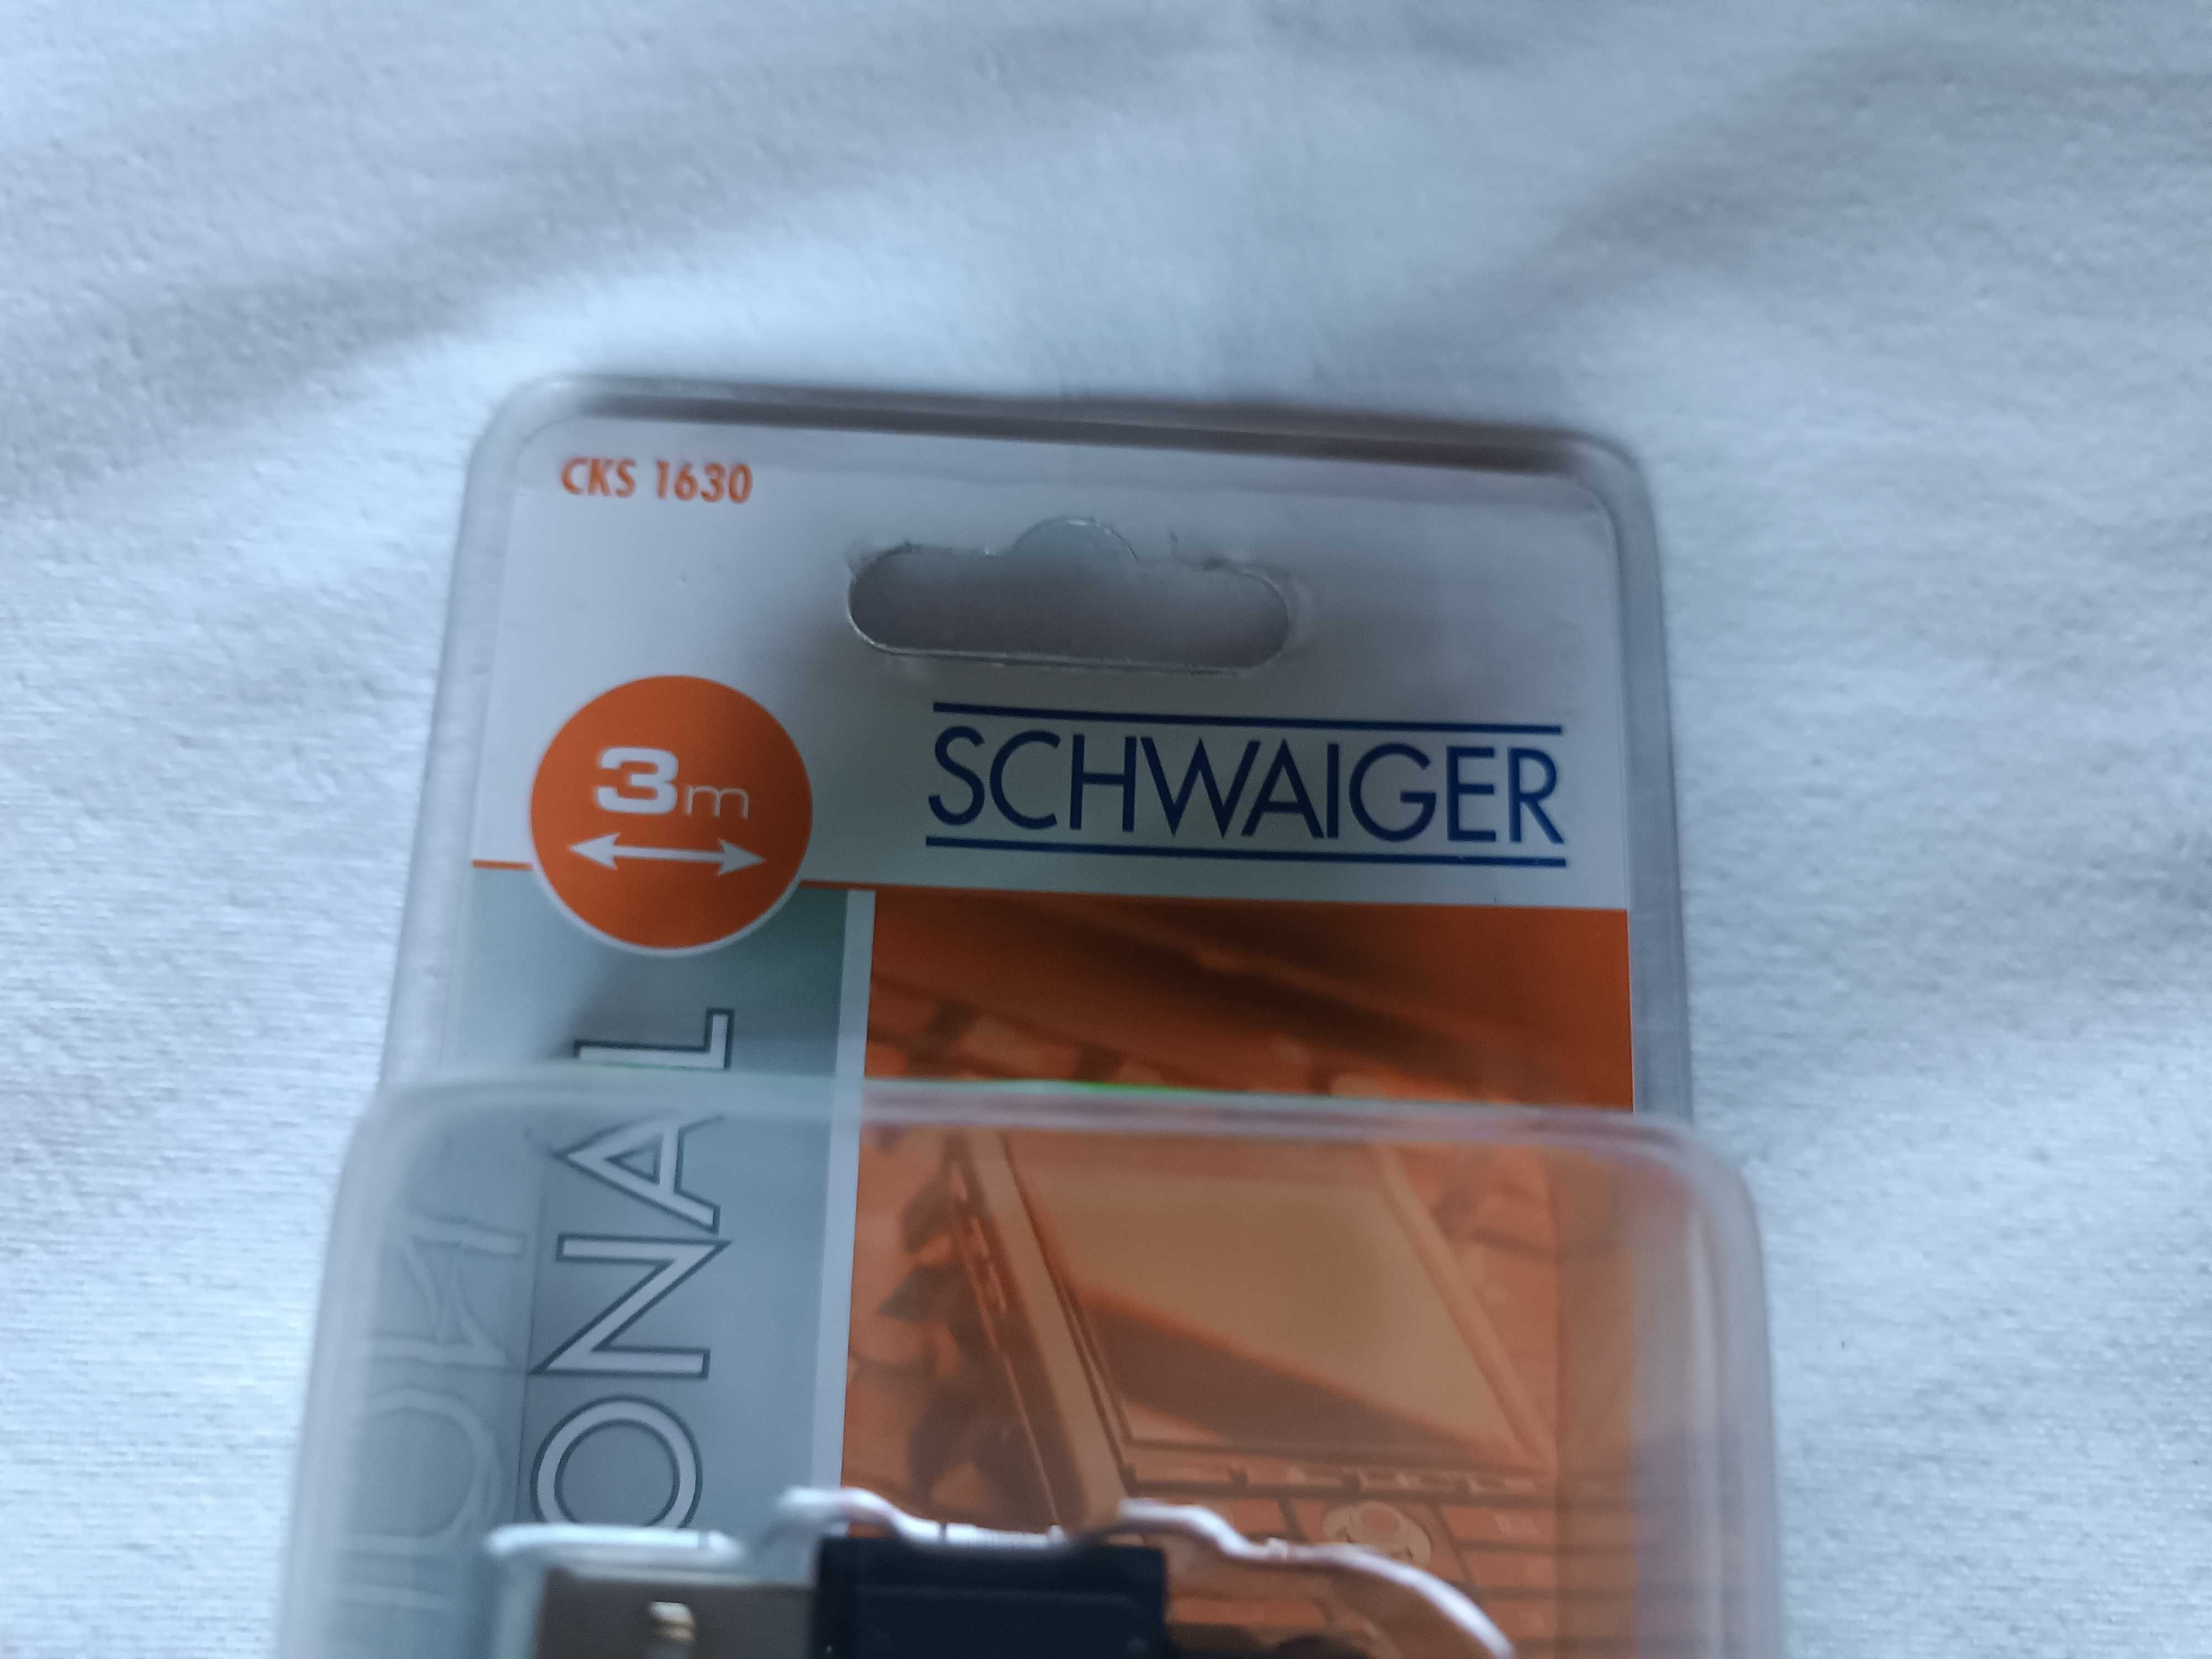 CKS 1630
3m
SCHWAIGER
ONAL